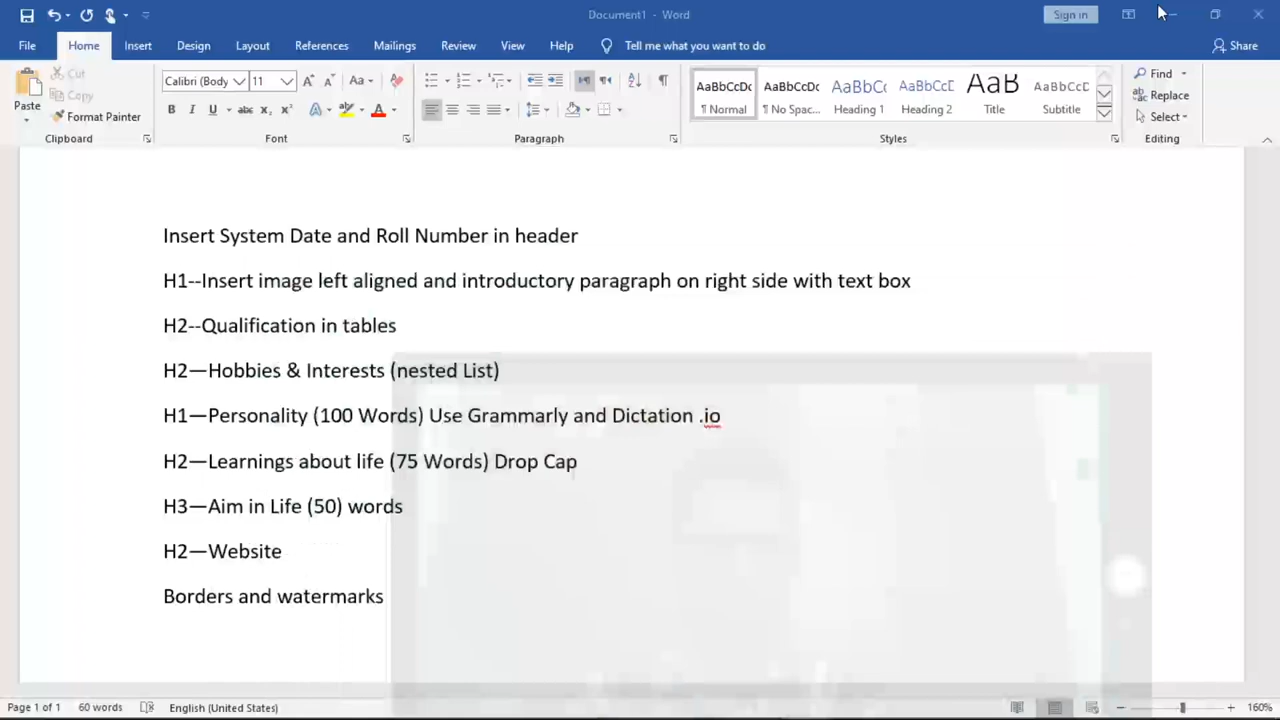 Document1 - Word
Sign in
File Home Insert Design Layout References Mailings Review View Help Tell me what you want to do Share
Cut
Copy
Paste
Format Painter
Calibri (Body 11
Aa
B I U abc x₂ x² A A
AaBbCcDc AaBbCcDc AaBbCc AaBbCcE AaB AaBbCcD
¶ Normal ¶ No Spac... Heading 1 Heading 2 Title Subtitle
Find
Replace
Select
Clipboard Font Paragraph Styles Editing
Insert System Date and Roll Number in header
H1--Insert image left aligned and introductory paragraph on right side with text box
H2--Qualification in tables
H2—Hobbies & Interests (nested List)
H1—Personality (100 Words) Use Grammarly and Dictation .io
H2—Learnings about life (75 Words) Drop Cap
H3—Aim in Life (50) words
H2—Website
Borders and watermarks
Page 1 of 1 60 words English (United States) 160%